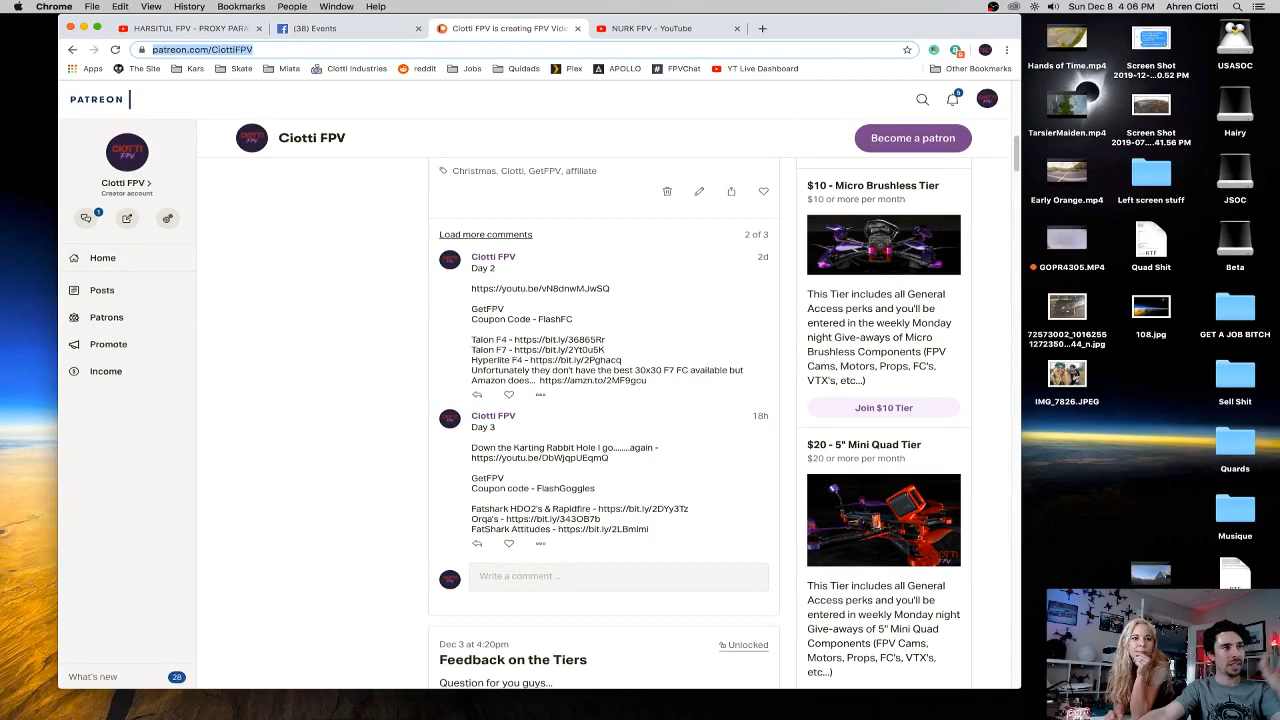 Chrome File Edit View History Bookmarks People Window Help
Sun Dec 8 4:06 PM Ahren Ciotti
HARSITUL FPV - PROXY PARA
(38) Events
Ciotti FPV is creating FPV Vide
NURK FPV - YouTube
patreon.com/CiottiFPV
Apps The Site Kars Skate Miata Ciotti Industries reddit Jobs Quidads Plex APOLLO FPVChat YT Live Dashboard Other Bookmarks
PATREON
5
Ciotti FPV
Become a patron
CIOTTI FPV
Ciotti FPV
Creator account
1
Home
Posts
Patrons
Promote
Income
What's new 28
Christmas, Ciotti, GetFPV, affiliate
Load more comments 2 of 3
Ciotti FPV 2d
Day 2
https://youtu.be/vN8dnwMJwSQ
GetFPV
Coupon Code - FlashFC
Talon F4 - https://bit.ly/36865Rr
Talon F7 - https://bit.ly/2Yt0u5K
Hyperlite F4 - https://bit.ly/2Pghacq
Unfortunately they don't have the best 30x30 F7 FC available but
Amazon does... https://amzn.to/2MF9gcu
Ciotti FPV 18h
Day 3
Down the Karting Rabbit Hole I go........again -
https://youtu.be/DbWjqpUEqmQ
GetFPV
Coupon code - FlashGoggles
Fatshark HDO2's & Rapidfire - https://bit.ly/2DYy3Tz
Orqa's - https://bit.ly/343OB7b
FatShark Attitudes - https://bit.ly/2LBmlmi
Write a comment ...
Dec 3 at 4:20pm Unlocked
Feedback on the Tiers
Question for you guys...
$10 - Micro Brushless Tier
$10 or more per month
This Tier includes all General
Access perks and you'll be
entered in the weekly Monday
night Give-aways of Micro
Brushless Components (FPV
Cams, Motors, Props, FC's,
VTX's, etc...)
Join $10 Tier
$20 - 5" Mini Quad Tier
$20 or more per month
CIOTTI
FPV
This Tier includes all General
Access perks and you'll be
entered in weekly Monday night
Give-aways of 5" Mini Quad
Components (FPV Cams,
Motors, Props, FC's, VTX's,
etc...)
Hands of Time.mp4
Screen Shot
2019-12-...0.52 PM
USASOC
TarsierMaiden.mp4
Screen Shot
2019-07....41.56 PM
Hairy
Early Orange.mp4
Left screen stuff
JSOC
GOPR4305.MP4
RTF
Quad Shit
Beta
72573002_1016255
1272350...44_n.jpg
108.jpg
GET A JOB BITCH
IMG_7826.JPEG
Sell Shit
Quards
Musique
RTF